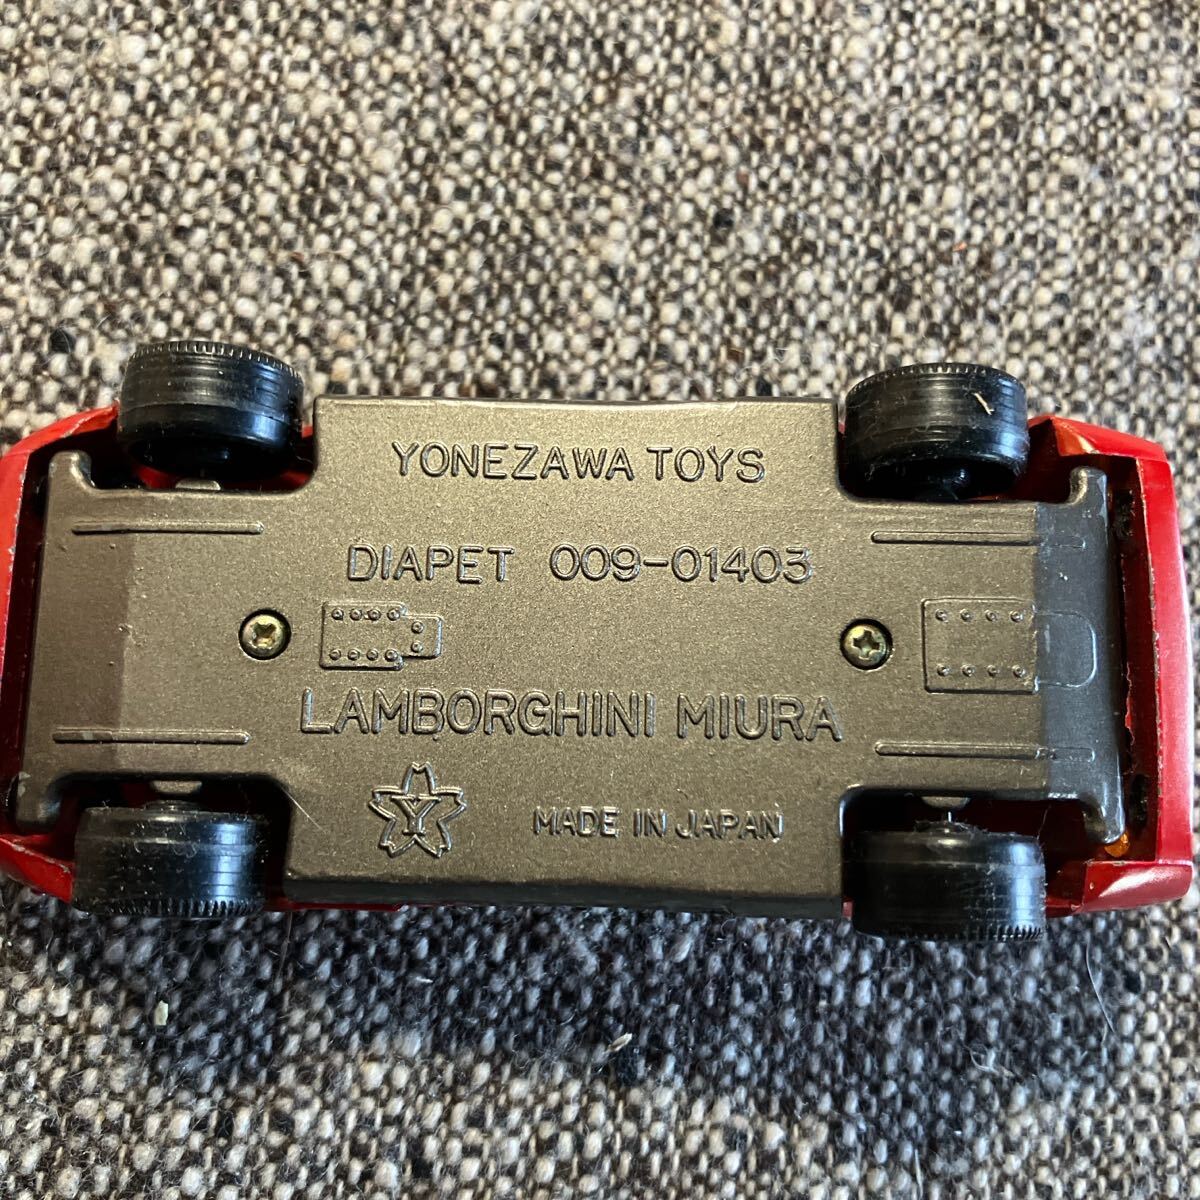 YONEZAWA TOYS
DIAPET 009-01403
LAMBORGHINI MIURA
Y
MADE IN JAPAN